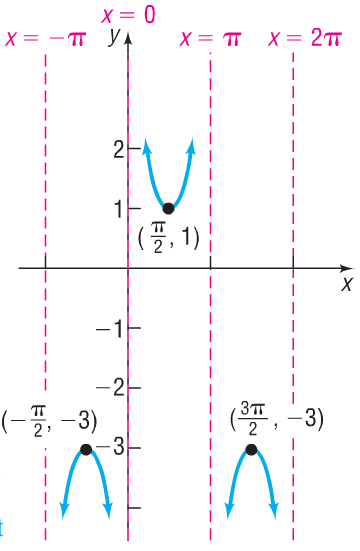 x = 0
x = −π
y
x = π
x = 2π
2
1
(π/2, 1)
x
−1
−2
(−π/2, −3)
(3π/2, −3)
−3
t